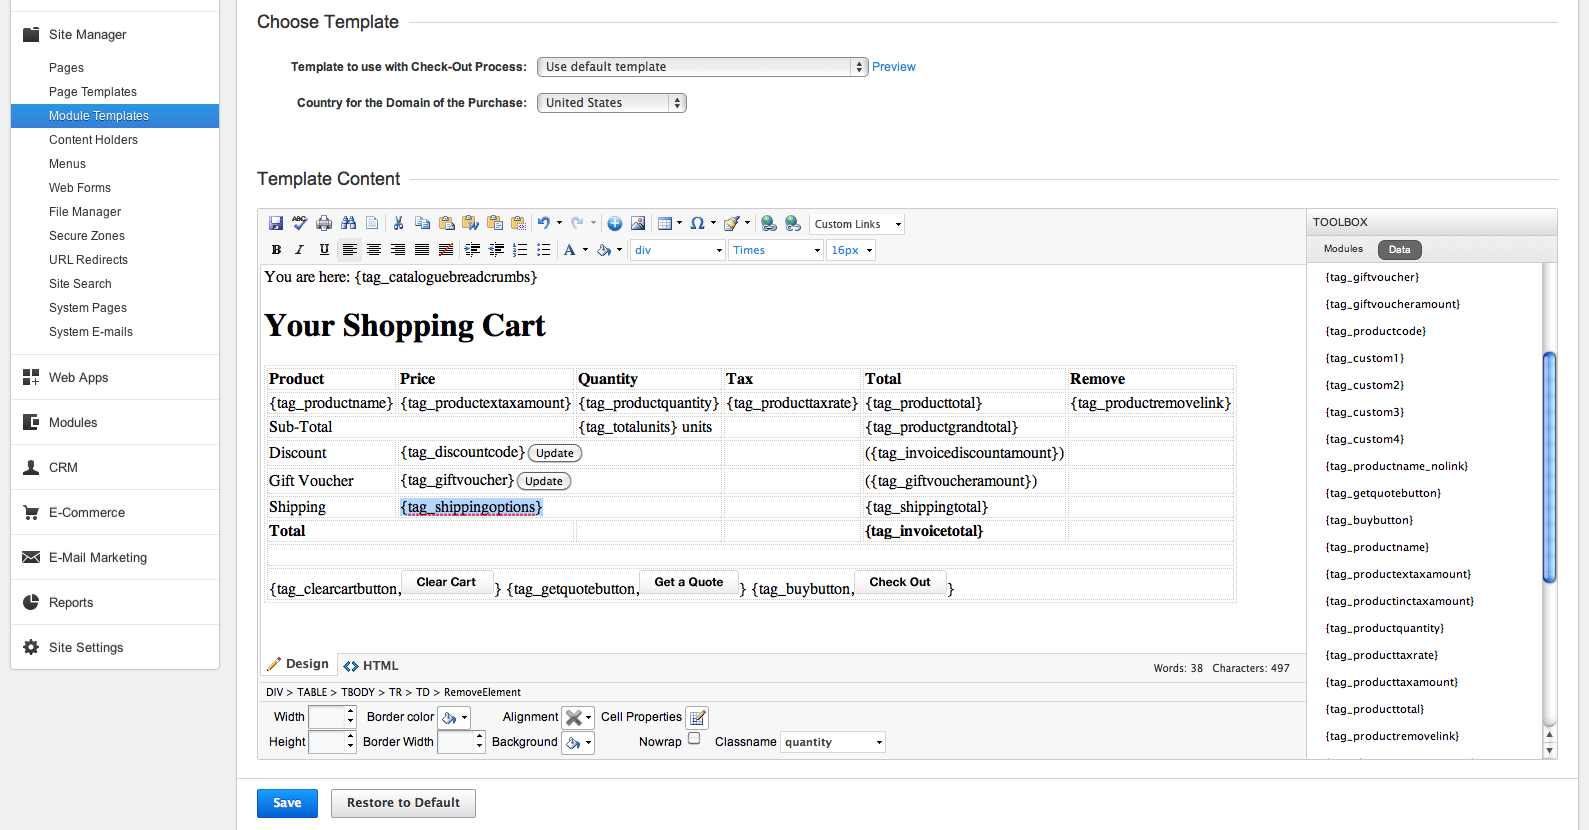 Site Manager
Pages
Page Templates
Module Templates
Content Holders
Menus
Web Forms
File Manager
Secure Zones
URL Redirects
Site Search
System Pages
System E-mails
Web Apps
Modules
CRM
E-Commerce
E-Mail Marketing
Reports
Site Settings
Choose Template
Template to use with Check-Out Process: Use default template Preview
Country for the Domain of the Purchase: United States
Template Content
ABC Custom Links
B I U A div Times 16px
You are here: {tag_cataloguebreadcrumbs}
Your Shopping Cart
Product Price Quantity Tax Total Remove
{tag_productname} {tag_productextaxamount} {tag_productquantity} {tag_producttaxrate} {tag_producttotal} {tag_productremovelink}
Sub-Total {tag_totalunits} units {tag_productgrandtotal}
Discount {tag_discountcode} Update ({tag_invoicediscountamount})
Gift Voucher {tag_giftvoucher} Update ({tag_giftvoucheramount})
Shipping {tag_shippingoptions} {tag_shippingtotal}
Total {tag_invoicetotal}
{tag_clearcartbutton, Clear Cart } {tag_getquotebutton, Get a Quote } {tag_buybutton, Check Out }
Design HTML Words: 38 Characters: 497
DIV > TABLE > TBODY > TR > TD > RemoveElement
Width Border color Alignment Cell Properties
Height Border Width Background Nowrap Classname quantity
TOOLBOX
Modules Data
{tag_giftvoucher}
{tag_giftvoucheramount}
{tag_productcode}
{tag_custom1}
{tag_custom2}
{tag_custom3}
{tag_custom4}
{tag_productname_nolink}
{tag_getquotebutton}
{tag_buybutton}
{tag_productname}
{tag_productextaxamount}
{tag_productinctaxamount}
{tag_productquantity}
{tag_producttaxrate}
{tag_producttaxamount}
{tag_producttotal}
{tag_productremovelink}
Save Restore to Default